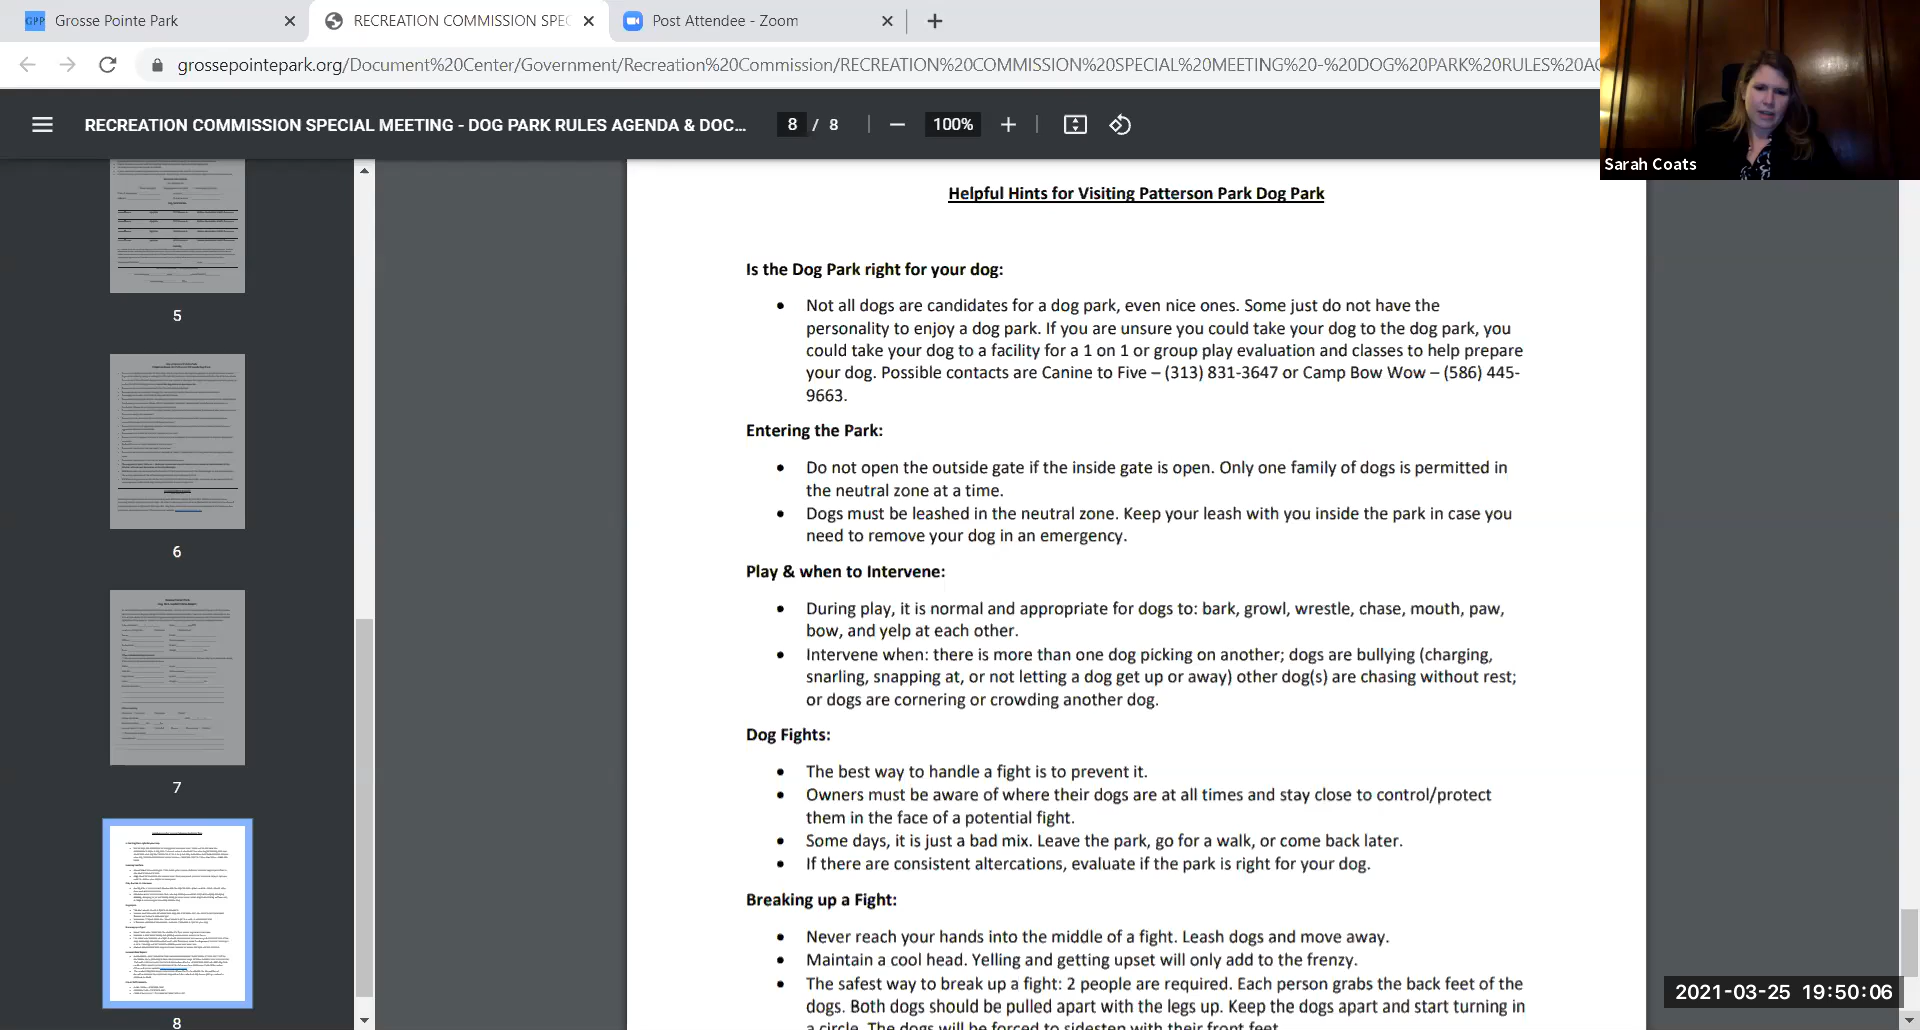 Grosse Pointe Park
RECREATION COMMISSION SPEC
Post Attendee - Zoom
grossepointepark.org/Document%20Center/Government/Recreation%20Commission/RECREATION%20COMMISSION%20SPECIAL%20MEETING%20-%20DOG%20PARK%20RULES%20AG
RECREATION COMMISSION SPECIAL MEETING - DOG PARK RULES AGENDA & DOC...
8 / 8
100%
Sarah Coats
5
6
7
8
Helpful Hints for Visiting Patterson Park Dog Park
Is the Dog Park right for your dog:
• Not all dogs are candidates for a dog park, even nice ones. Some just do not have the
personality to enjoy a dog park. If you are unsure you could take your dog to the dog park, you
could take your dog to a facility for a 1 on 1 or group play evaluation and classes to help prepare
your dog. Possible contacts are Canine to Five – (313) 831-3647 or Camp Bow Wow – (586) 445-
9663.
Entering the Park:
• Do not open the outside gate if the inside gate is open. Only one family of dogs is permitted in
the neutral zone at a time.
• Dogs must be leashed in the neutral zone. Keep your leash with you inside the park in case you
need to remove your dog in an emergency.
Play & when to Intervene:
• During play, it is normal and appropriate for dogs to: bark, growl, wrestle, chase, mouth, paw,
bow, and yelp at each other.
• Intervene when: there is more than one dog picking on another; dogs are bullying (charging,
snarling, snapping at, or not letting a dog get up or away) other dog(s) are chasing without rest;
or dogs are cornering or crowding another dog.
Dog Fights:
• The best way to handle a fight is to prevent it.
• Owners must be aware of where their dogs are at all times and stay close to control/protect
them in the face of a potential fight.
• Some days, it is just a bad mix. Leave the park, go for a walk, or come back later.
• If there are consistent altercations, evaluate if the park is right for your dog.
Breaking up a Fight:
• Never reach your hands into the middle of a fight. Leash dogs and move away.
• Maintain a cool head. Yelling and getting upset will only add to the frenzy.
• The safest way to break up a fight: 2 people are required. Each person grabs the back feet of the
dogs. Both dogs should be pulled apart with the legs up. Keep the dogs apart and start turning in
a circle. The dogs will be forced to sidestep with their front feet
2021-03-25 19:50:06